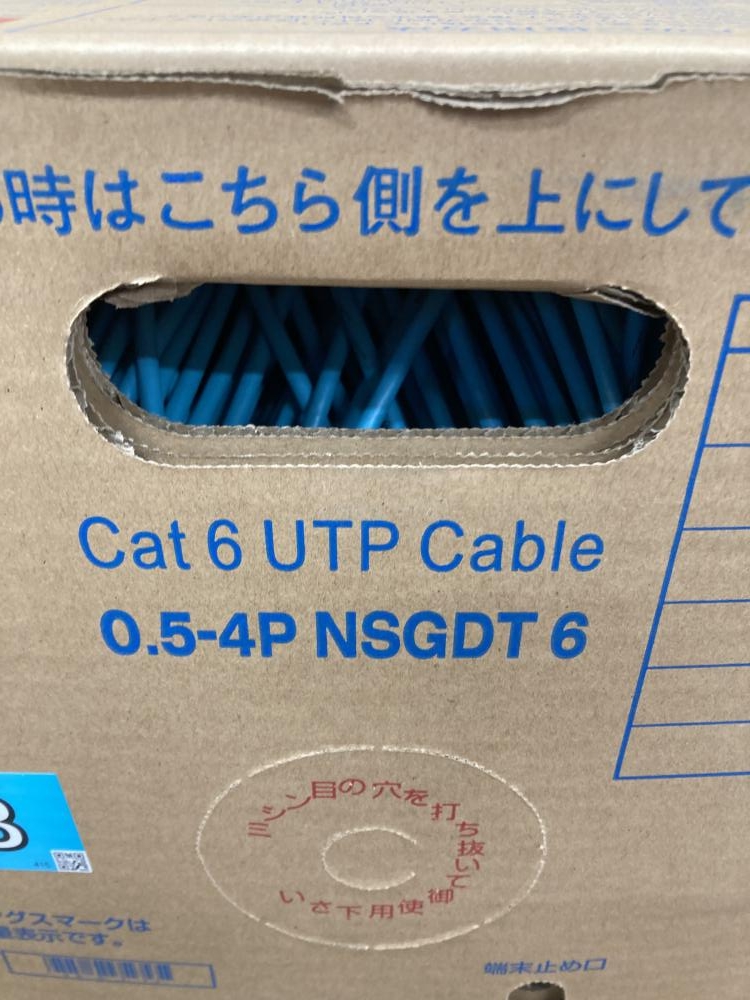 時はこちら側を上にして
Cat 6 UTP Cable
0.5-4P NSGDT 6
ミシン目の穴を打ち抜いて
御使用下さい
グスマークは
表示です。
端末止め口